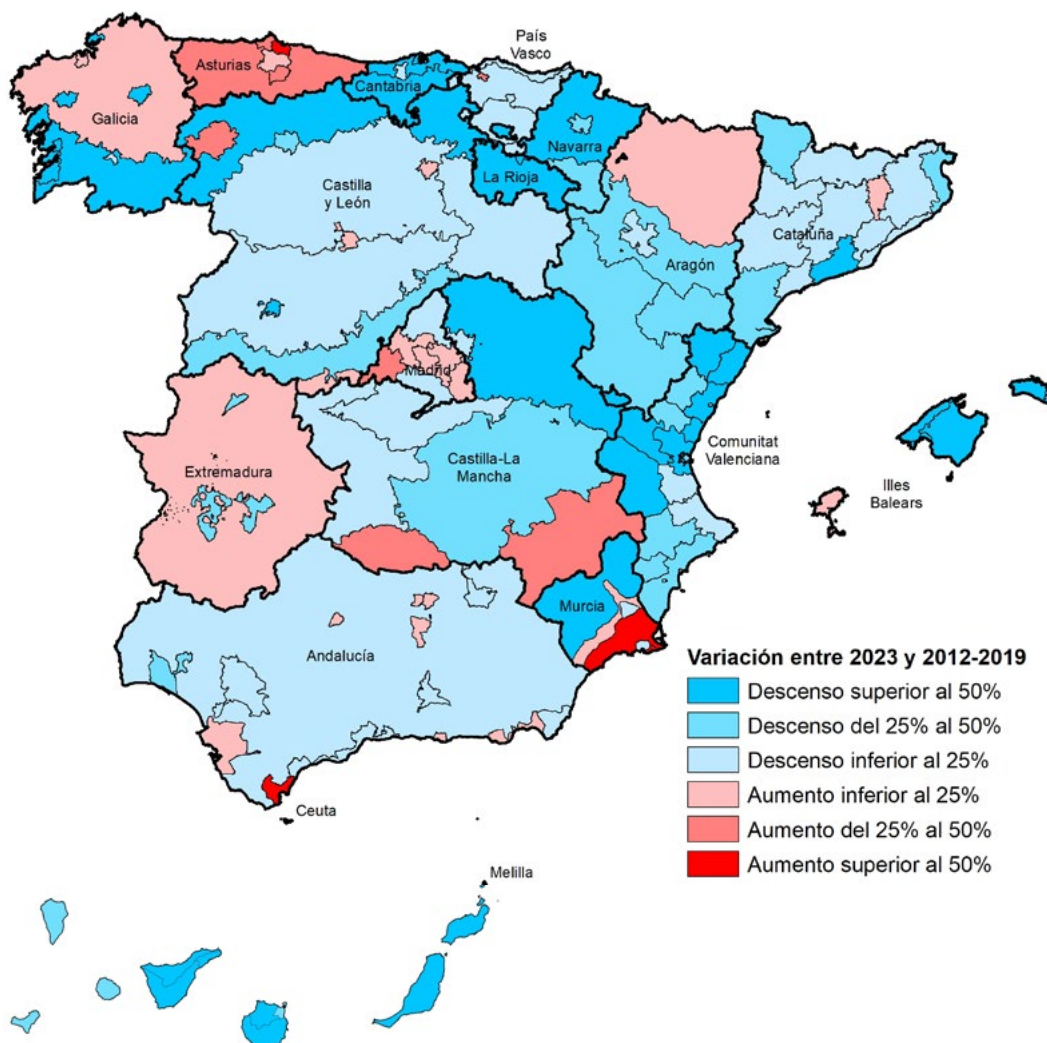 País
Vasco
Asturias
Cantabria
Galicia
Navarra
La Rioja
Castilla
y León
Cataluña
Aragón
Madrid
Comunitat
Valenciana
Castilla-La
Mancha
Extremadura
Illes
Balears
Murcia
Andalucía
Ceuta
Melilla
Variación entre 2023 y 2012-2019
Descenso superior al 50%
Descenso del 25% al 50%
Descenso inferior al 25%
Aumento inferior al 25%
Aumento del 25% al 50%
Aumento superior al 50%